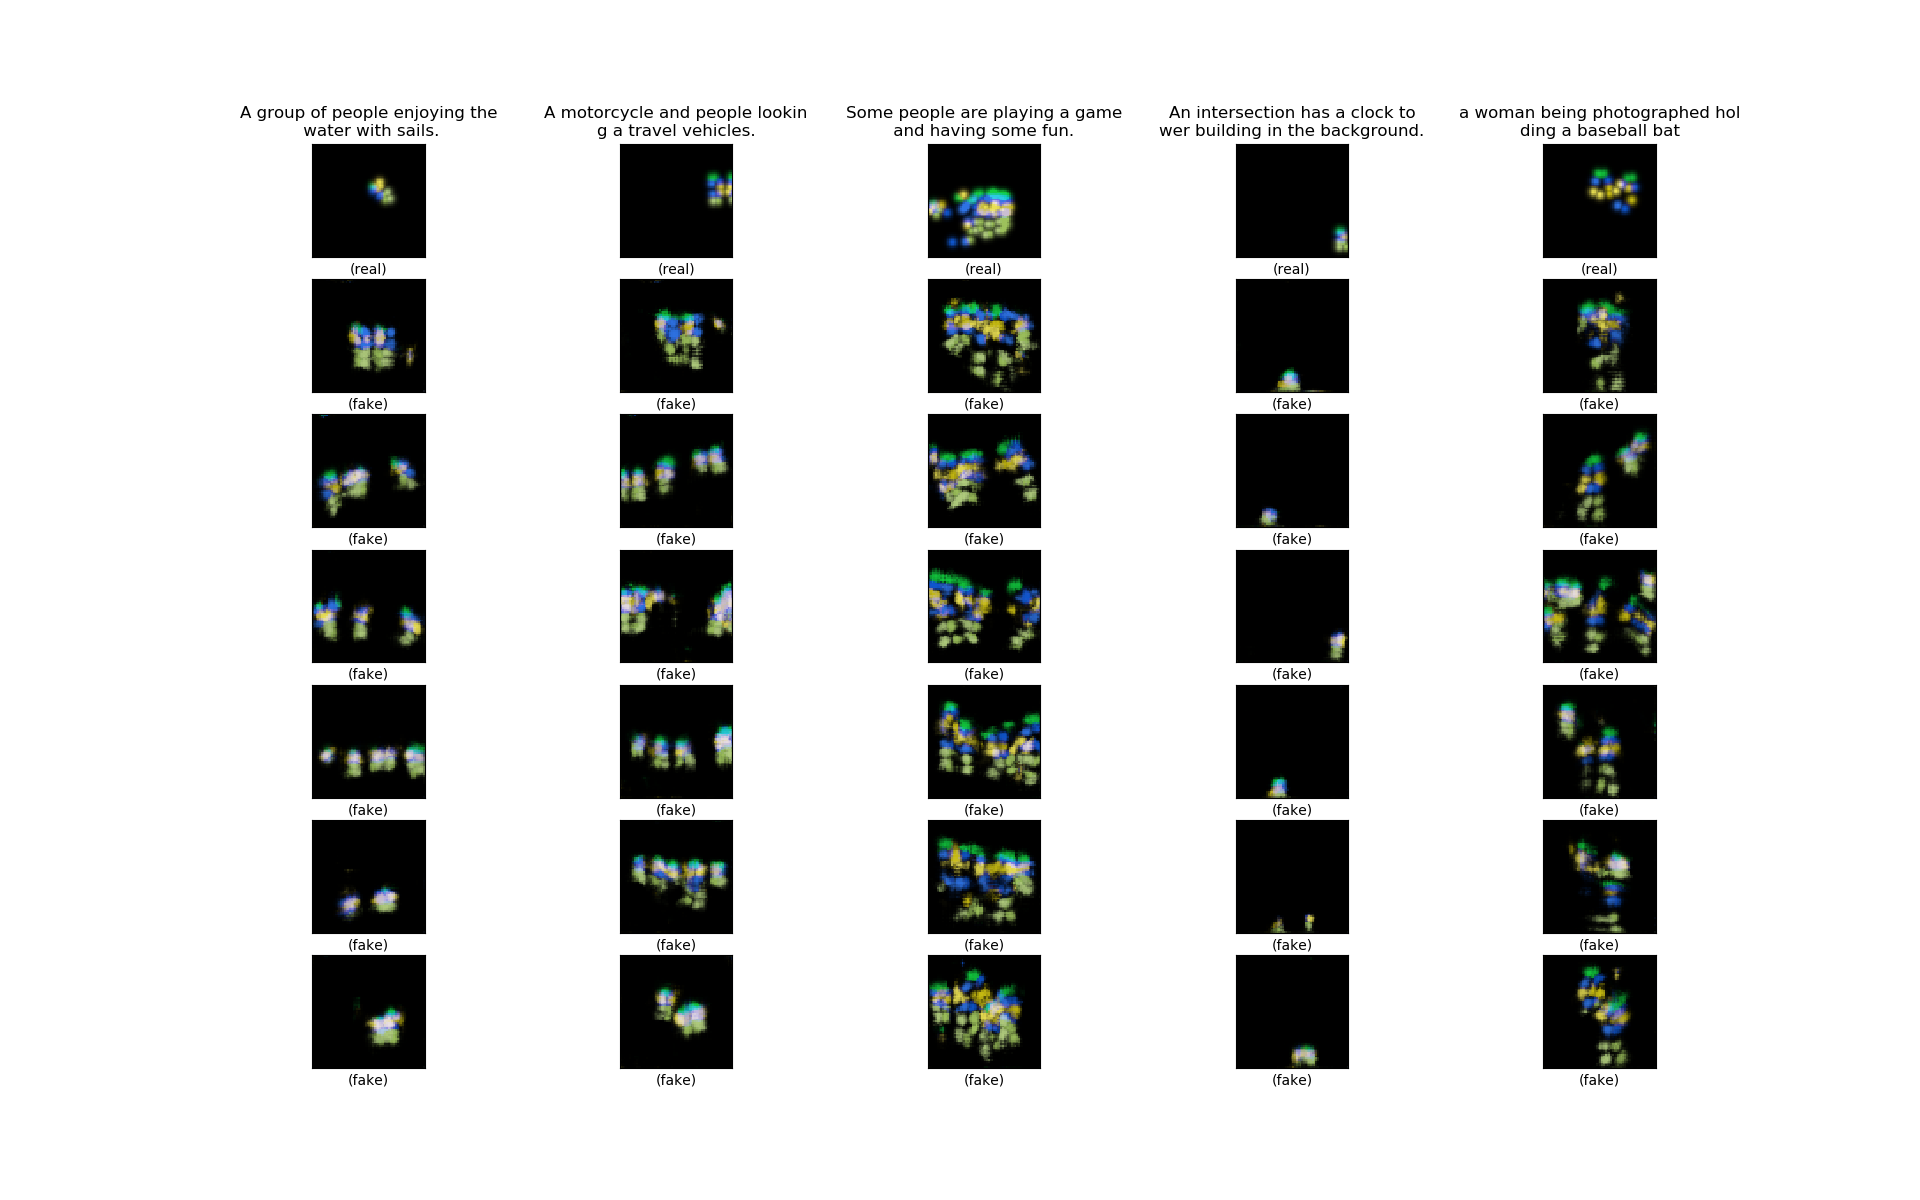 A group of people enjoying the
water with sails.
A motorcycle and people lookin
g a travel vehicles.
Some people are playing a game
and having some fun.
An intersection has a clock to
wer building in the background.
a woman being photographed hol
ding a baseball bat
(real) (real) (real) (real) (real)
(fake) (fake) (fake) (fake) (fake)
(fake) (fake) (fake) (fake) (fake)
(fake) (fake) (fake) (fake) (fake)
(fake) (fake) (fake) (fake) (fake)
(fake) (fake) (fake) (fake) (fake)
(fake) (fake) (fake) (fake) (fake)